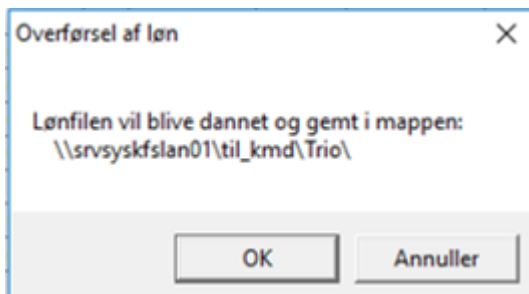 Overførsel af løn
Lønfilen vil blive dannet og gemt i mappen:
\\srvsyskfslan01\til_kmd\Trio\
OK
Annuller